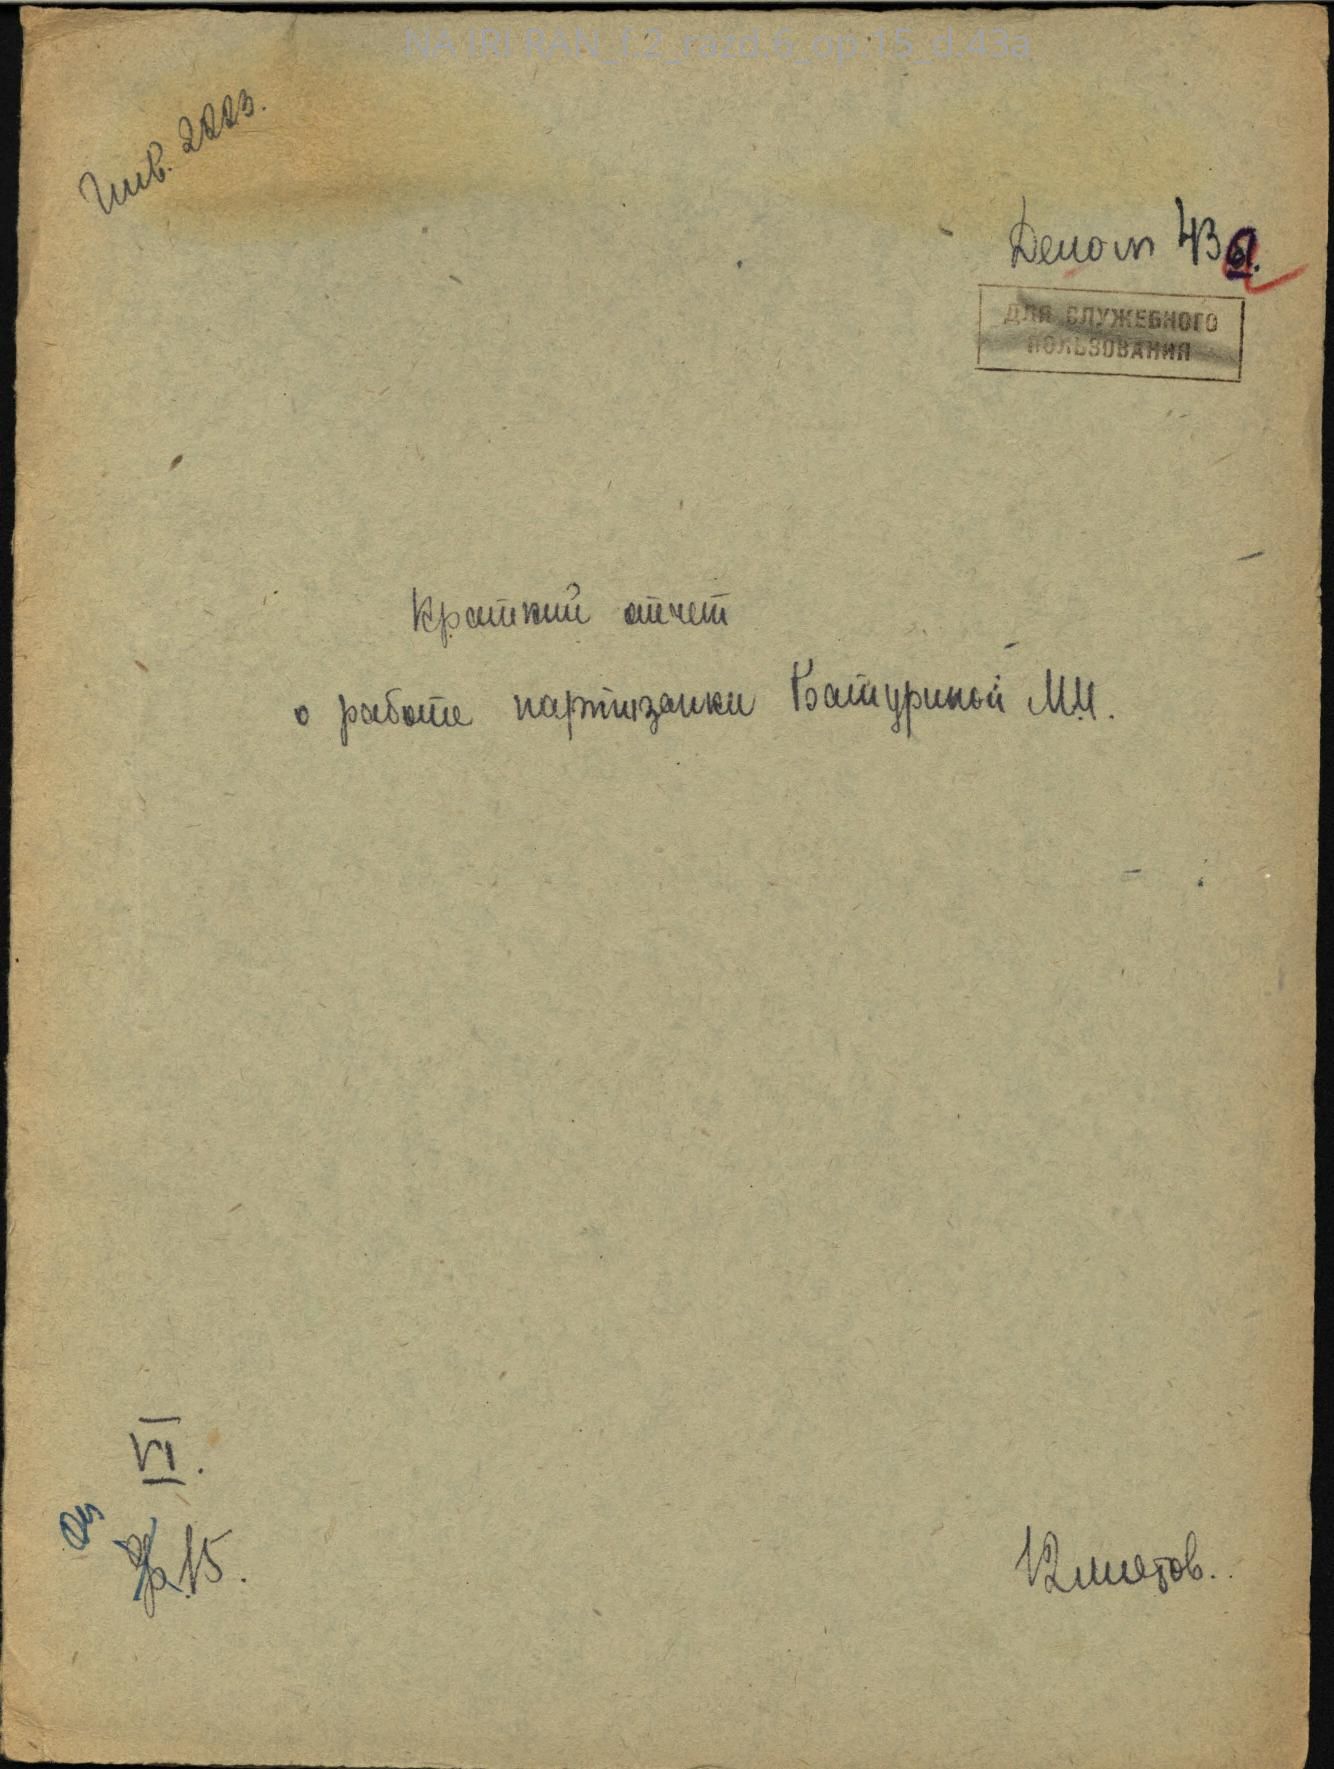 NA IRI RAN_f.2_razd.6_op.15_d.43a
Инв. 2223.
Дело № 43а.
ДЛЯ СЛУЖЕБНОГО
ПОЛЬЗОВАНИЯ
Краткий отчет
о работе партизанки Батуриной М.И.
VI.
15.
12 листов.